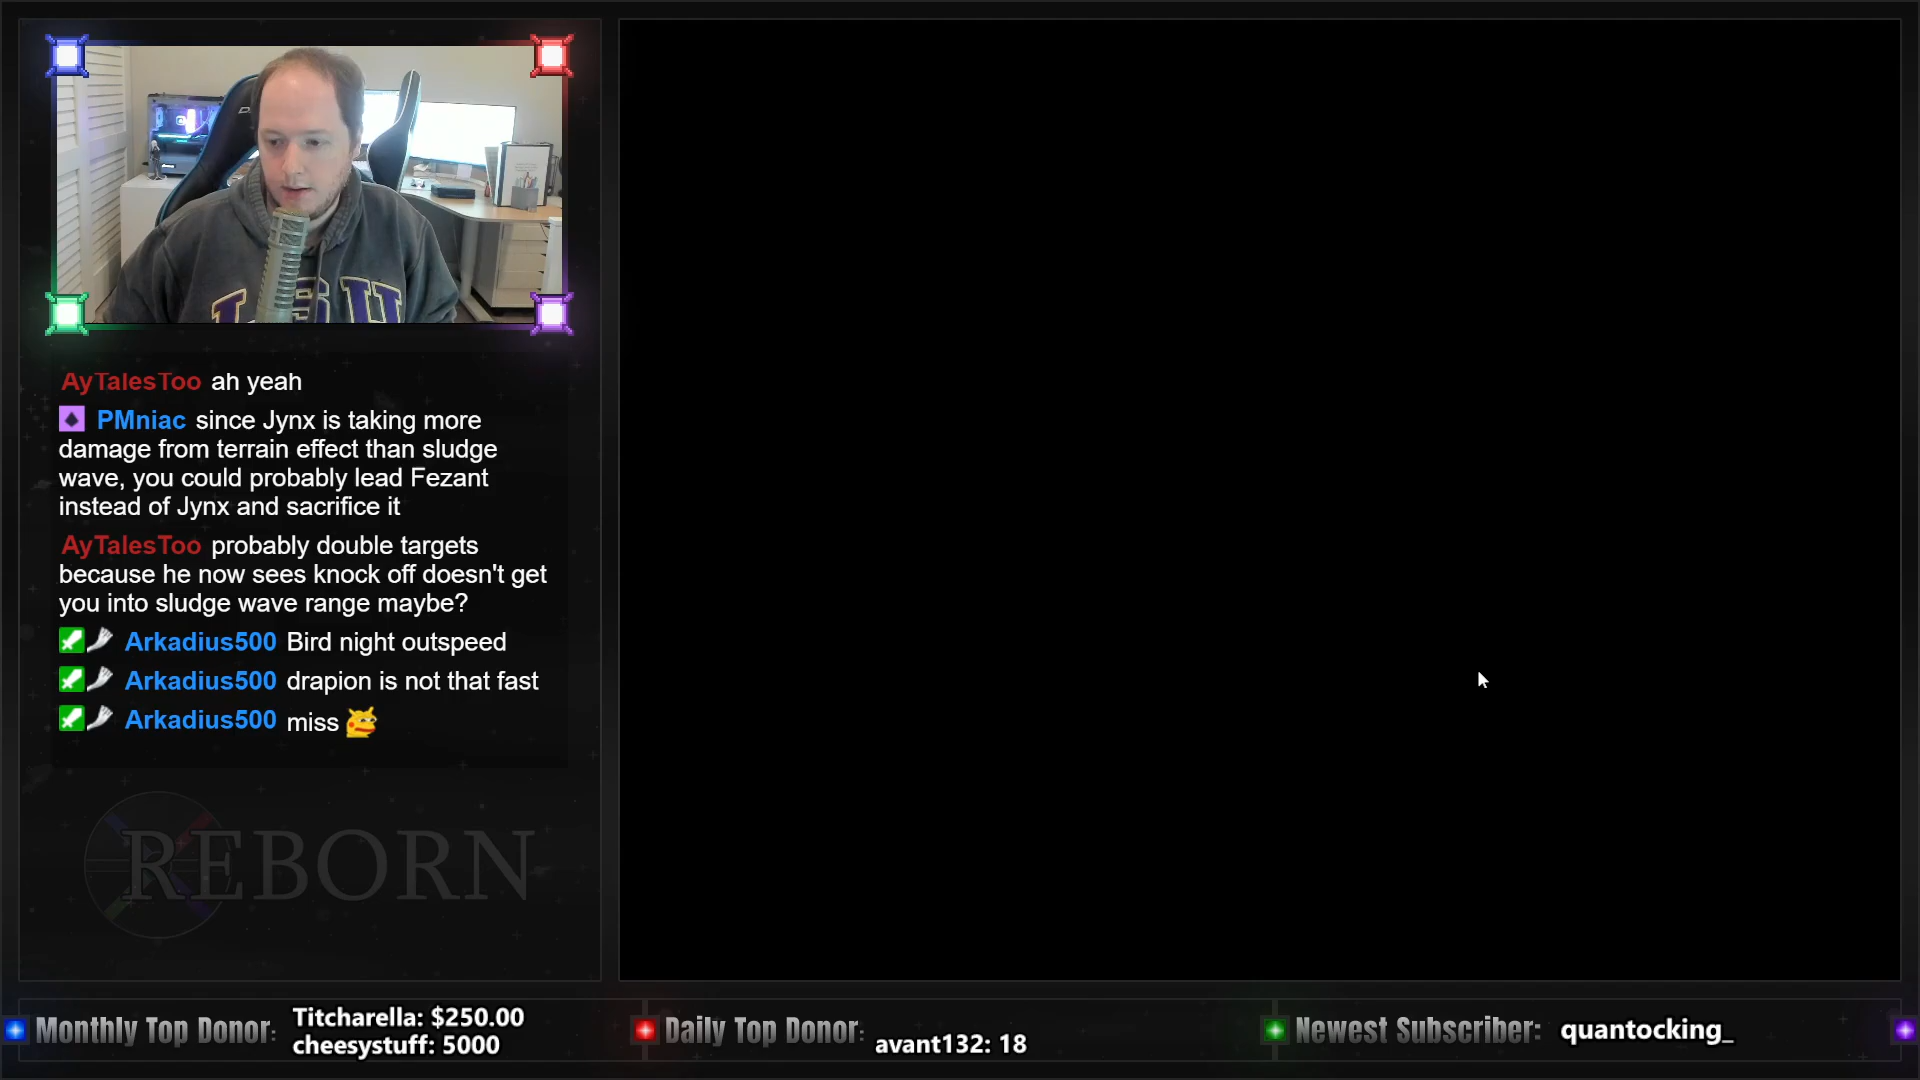 AyTalesToo ah yeah
PMniac since Jynx is taking more
damage from terrain effect than sludge
wave, you could probably lead Fezant
instead of Jynx and sacrifice it
AyTalesToo probably double targets
because he now sees knock off doesn't get
you into sludge wave range maybe?
Arkadius500 Bird night outspeed
Arkadius500 drapion is not that fast
Arkadius500 miss
REBORN
Monthly Top Donor: Titcharella: $250.00
cheesystuff: 5000
Daily Top Donor: avant132: 18
Newest Subscriber: quantocking_